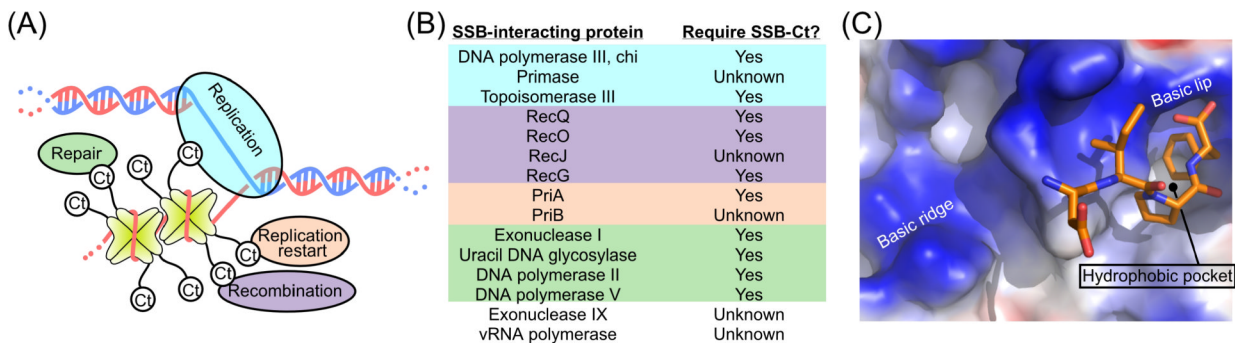 (A)
Replication
Repair
Ct
Ct
Ct
Ct
Ct
Ct
Ct
Ct
Replication
restart
Recombination
(B)
SSB-interacting protein Require SSB-Ct?
DNA polymerase III, chi Yes
Primase Unknown
Topoisomerase III Yes
RecQ Yes
RecO Yes
RecJ Unknown
RecG Yes
PriA Yes
PriB Unknown
Exonuclease I Yes
Uracil DNA glycosylase Yes
DNA polymerase II Yes
DNA polymerase V Yes
Exonuclease IX Unknown
vRNA polymerase Unknown
(C)
Basic lip
Basic ridge
Hydrophobic pocket